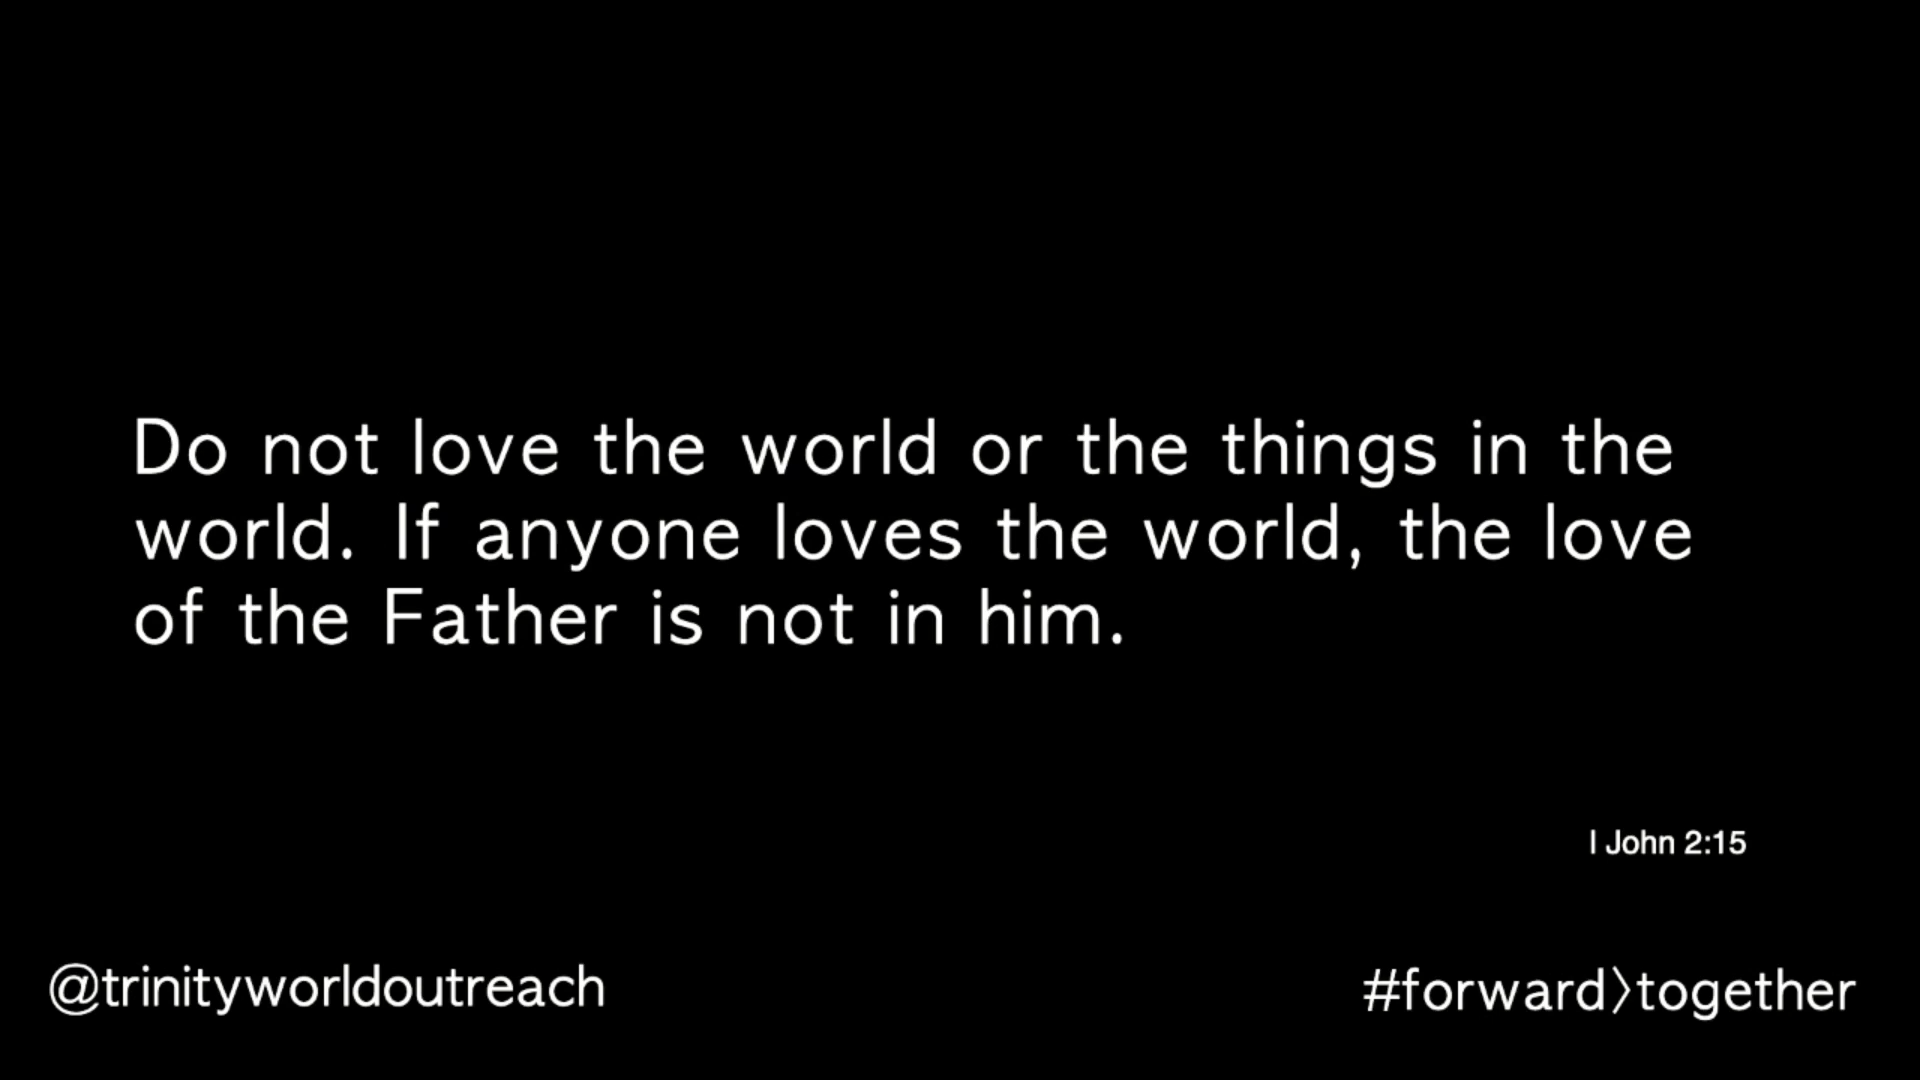 Do not love the world or the things in the
world. If anyone loves the world, the love
of the Father is not in him.
I John 2:15
@trinityworldoutreach
#forward〉together